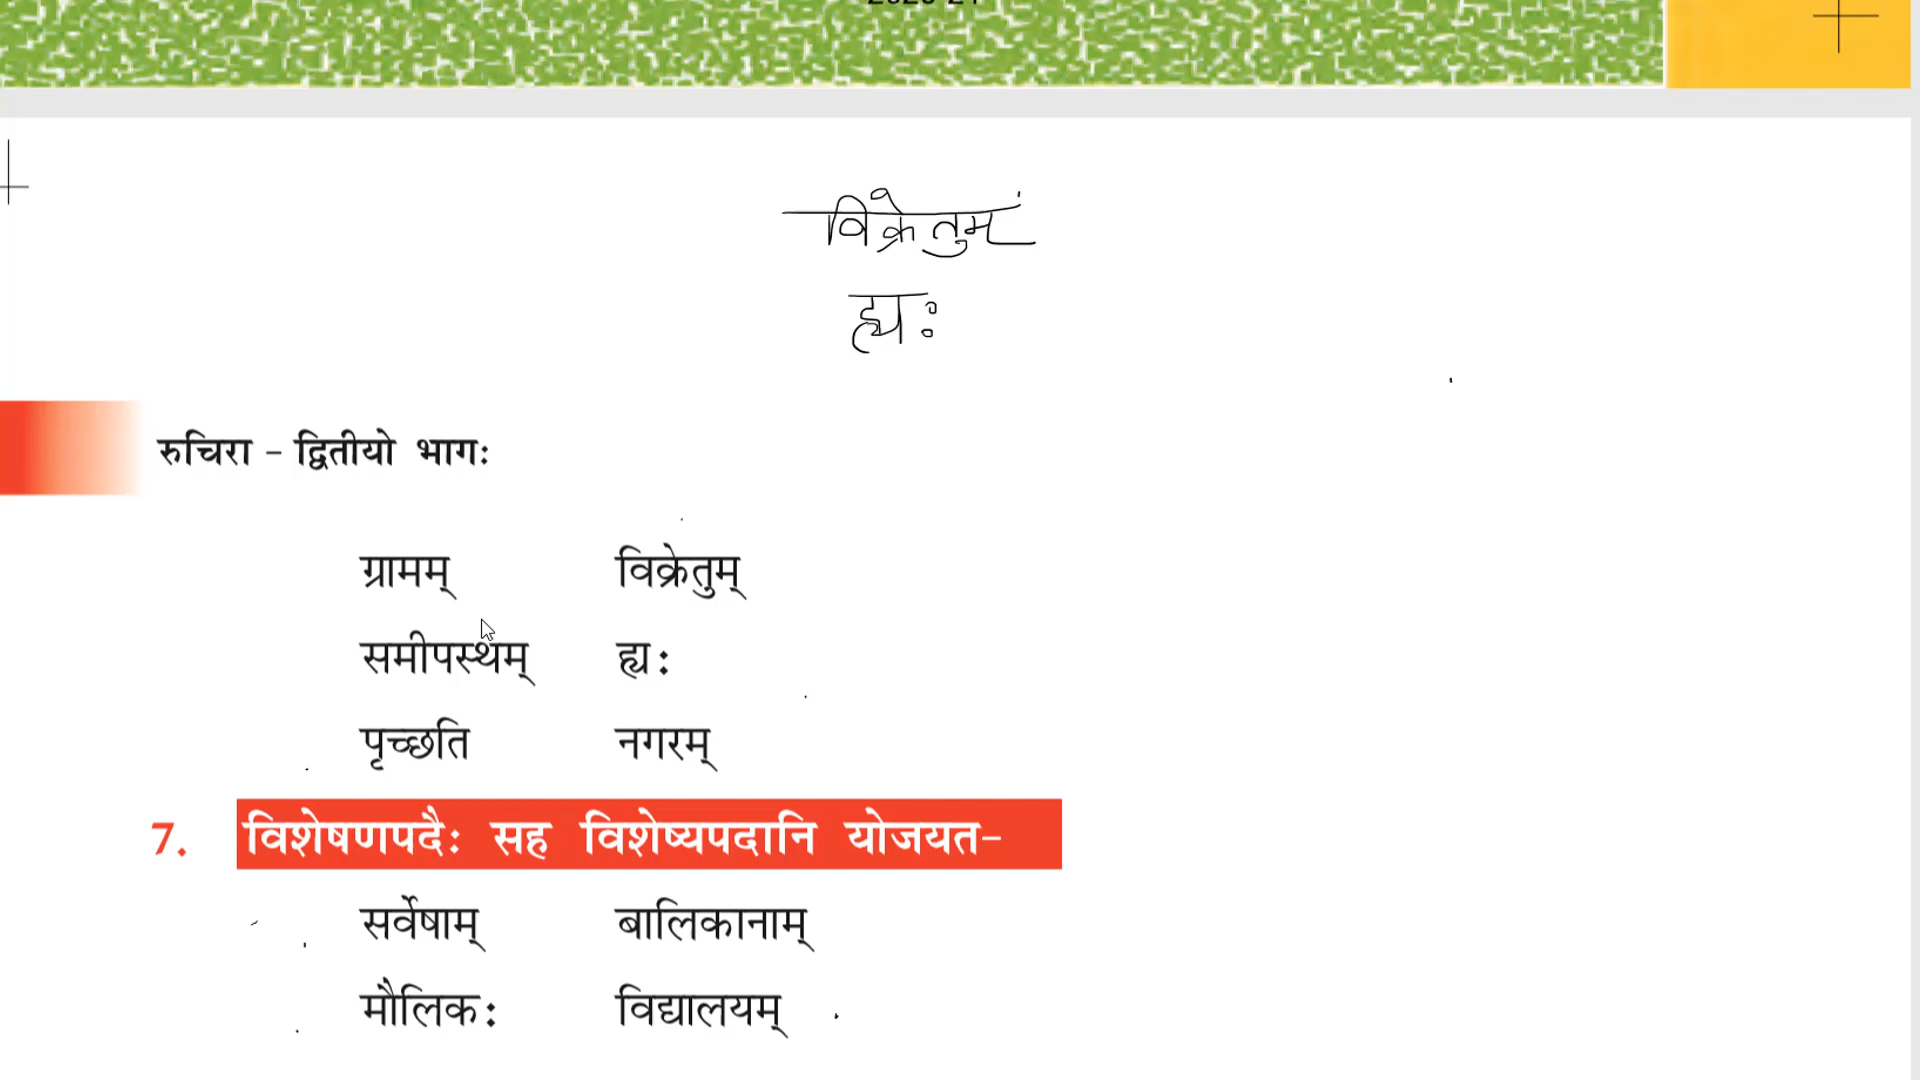 विक्रेतुम
ह्यः
रुचिरा - द्वितीयो भागः
ग्रामम् विक्रेतुम्
समीपस्थम् ह्यः
पृच्छति नगरम्
7. विशेषणपदैः सह विशेष्यपदानि योजयत-
सर्वेषाम् बालिकानाम्
मौलिकः विद्यालयम्